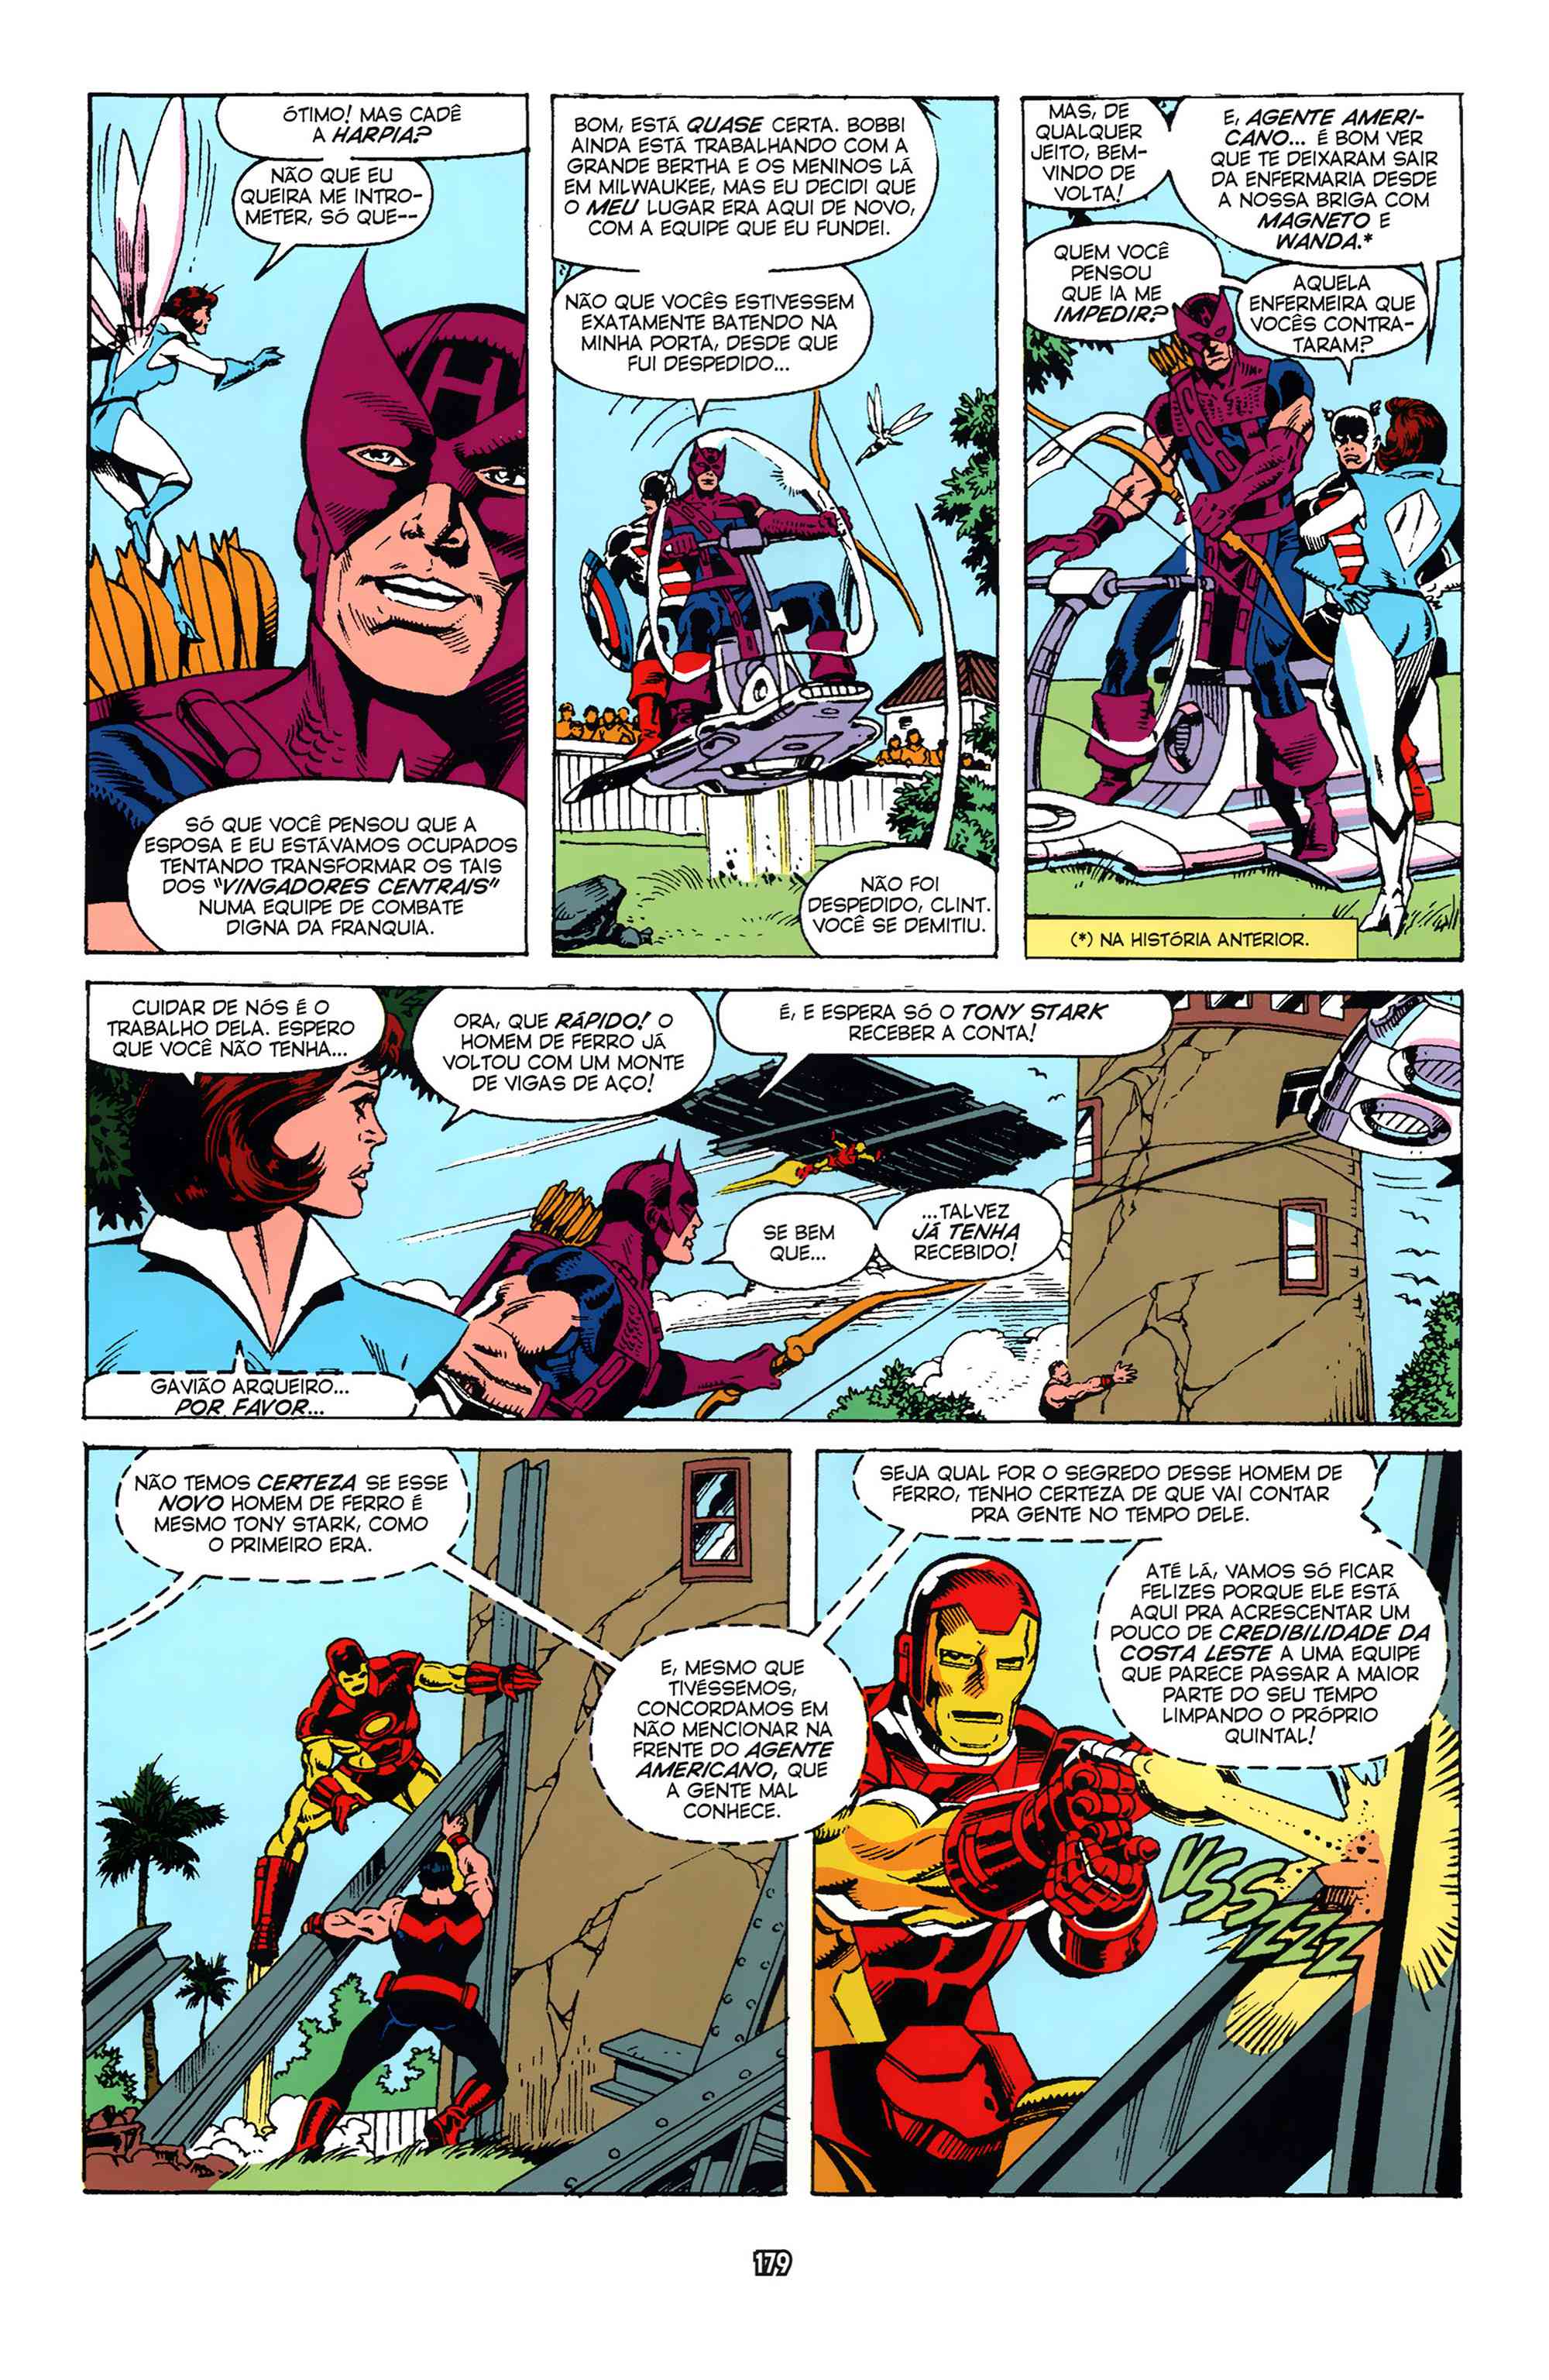 ÓTIMO! MAS CADÊ
A HARPIA?
NÃO QUE EU
QUEIRA ME INTRO-
METER, SÓ QUE--
SÓ QUE VOCÊ PENSOU QUE A
ESPOSA E EU ESTÁVAMOS OCUPADOS
TENTANDO TRANSFORMAR OS TAIS
DOS "VINGADORES CENTRAIS"
NUMA EQUIPE DE COMBATE
DIGNA DA FRANQUIA.
H
BOM, ESTÁ QUASE CERTA. BOBBI
AINDA ESTÁ TRABALHANDO COM A
GRANDE BERTHA E OS MENINOS LÁ
EM MILWAUKEE, MAS EU DECIDI QUE
O MEU LUGAR ERA AQUI DE NOVO,
COM A EQUIPE QUE EU FUNDEI.
NÃO QUE VOCÊS ESTIVESSEM
EXATAMENTE BATENDO NA
MINHA PORTA, DESDE QUE
FUI DESPEDIDO...
NÃO FOI
DESPEDIDO, CLINT.
VOCÊ SE DEMITIU.
MAS, DE
QUALQUER
JEITO, BEM-
VINDO DE
VOLTA!
E, AGENTE AMERI-
CANO... É BOM VER
QUE TE DEIXARAM SAIR
DA ENFERMARIA DESDE
A NOSSA BRIGA COM
MAGNETO E
WANDA.*
QUEM VOCÊ
PENSOU
QUE IA ME
IMPEDIR?
AQUELA
ENFERMEIRA QUE
VOCÊS CONTRA-
TARAM?
(*) NA HISTÓRIA ANTERIOR.
CUIDAR DE NÓS É O
TRABALHO DELA. ESPERO
QUE VOCÊ NÃO TENHA...
ORA, QUE RÁPIDO! O
HOMEM DE FERRO JÁ
VOLTOU COM UM MONTE
DE VIGAS DE AÇO!
É, E ESPERA SÓ O TONY STARK
RECEBER A CONTA!
SE BEM
QUE...
...TALVEZ
JÁ TENHA
RECEBIDO!
GAVIÃO ARQUEIRO...
POR FAVOR...
NÃO TEMOS CERTEZA SE ESSE
NOVO HOMEM DE FERRO É
MESMO TONY STARK, COMO
O PRIMEIRO ERA.
E, MESMO QUE
TIVÉSSEMOS,
CONCORDAMOS EM
NÃO MENCIONAR NA
FRENTE DO AGENTE
AMERICANO, QUE
A GENTE MAL
CONHECE.
SEJA QUAL FOR O SEGREDO DESSE HOMEM DE
FERRO, TENHO CERTEZA DE QUE VAI CONTAR
PRA GENTE NO TEMPO DELE.
ATÉ LÁ, VAMOS SÓ FICAR
FELIZES PORQUE ELE ESTÁ
AQUI PRA ACRESCENTAR UM
POUCO DE CREDIBILIDADE DA
COSTA LESTE A UMA EQUIPE
QUE PARECE PASSAR A MAIOR
PARTE DO SEU TEMPO
LIMPANDO O PRÓPRIO
QUINTAL!
VSSSZZZZ
179